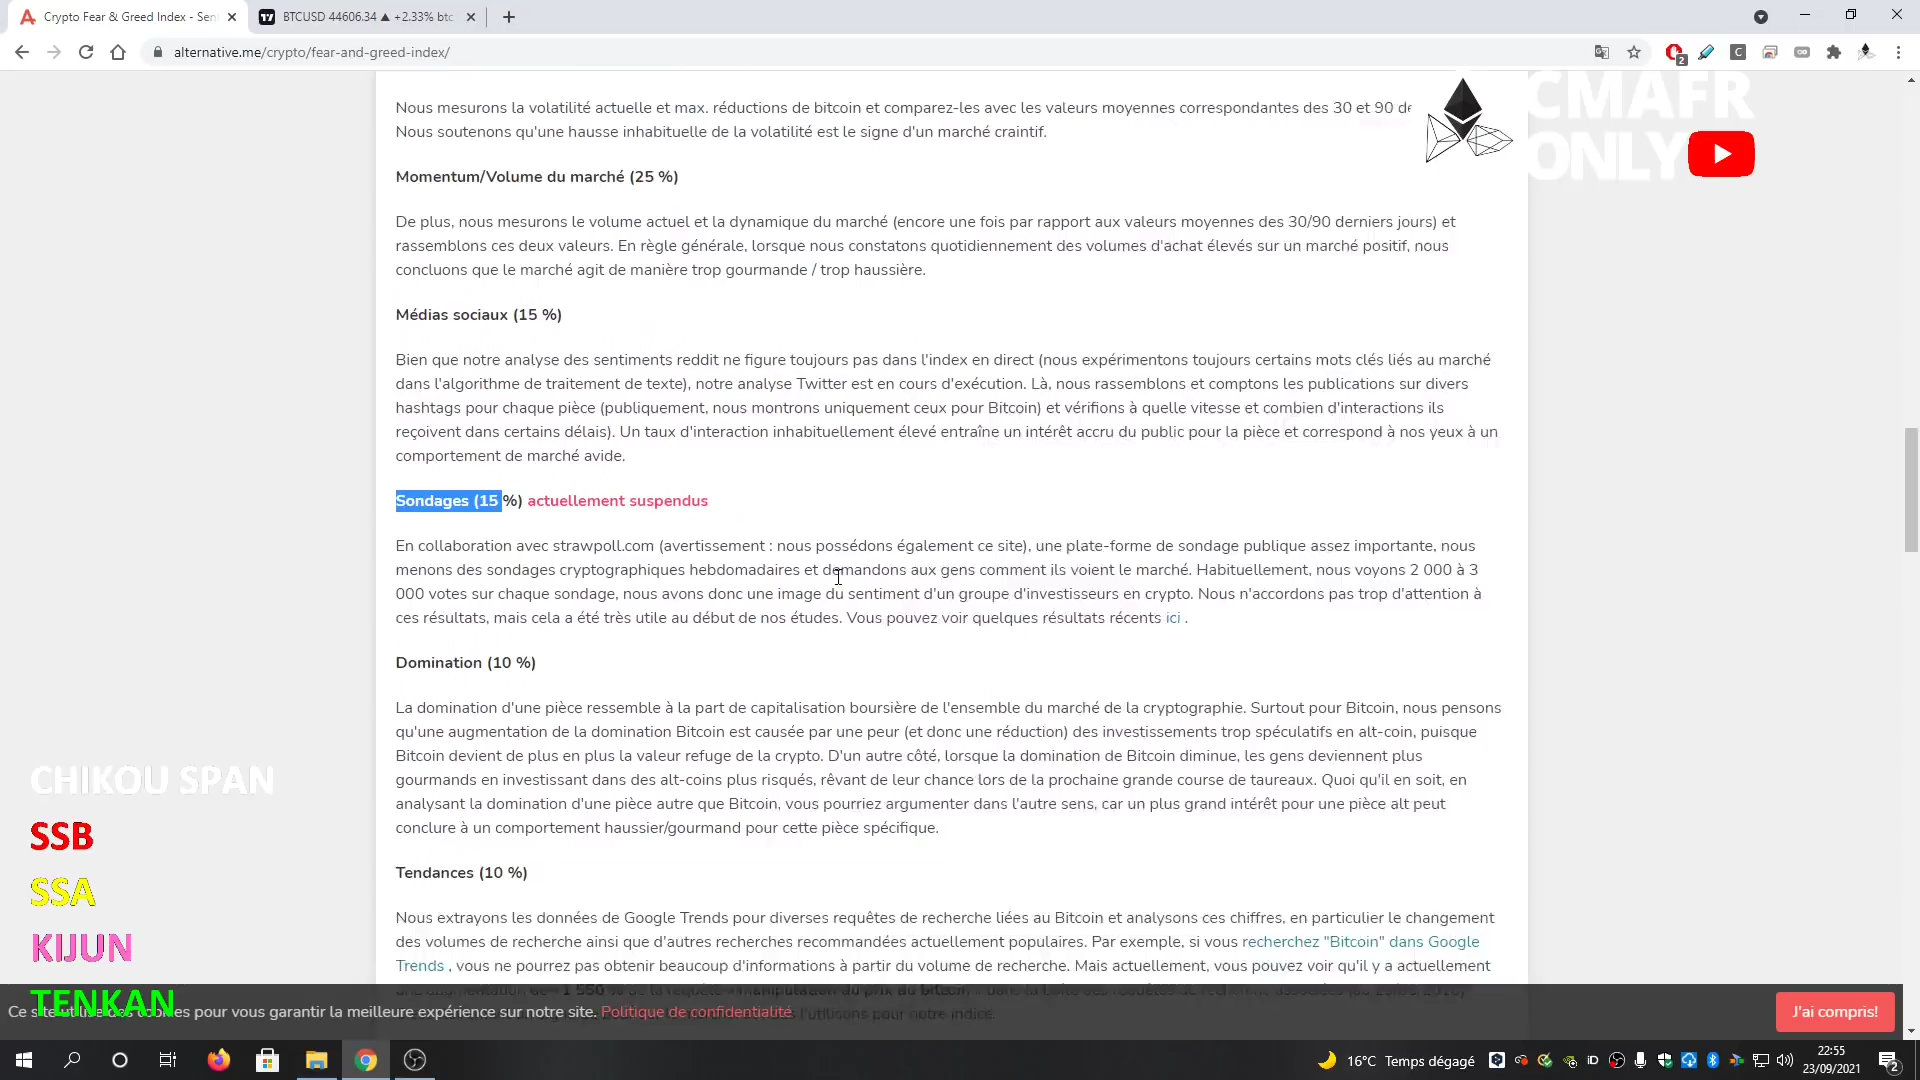 Crypto Fear & Greed Index - Sen
BTCUSD 44606.34 ▲ +2.33% btc
alternative.me/crypto/fear-and-greed-index/
2
Nous mesurons la volatilité actuelle et max. réductions de bitcoin et comparez-les avec les valeurs moyennes correspondantes des 30 et 90 de
Nous soutenons qu'une hausse inhabituelle de la volatilité est le signe d'un marché craintif.
CMAFR
ONLY
Momentum/Volume du marché (25 %)
De plus, nous mesurons le volume actuel et la dynamique du marché (encore une fois par rapport aux valeurs moyennes des 30/90 derniers jours) et
rassemblons ces deux valeurs. En règle générale, lorsque nous constatons quotidiennement des volumes d'achat élevés sur un marché positif, nous
concluons que le marché agit de manière trop gourmande / trop haussière.
Médias sociaux (15 %)
Bien que notre analyse des sentiments reddit ne figure toujours pas dans l'index en direct (nous expérimentons toujours certains mots clés liés au marché
dans l'algorithme de traitement de texte), notre analyse Twitter est en cours d'exécution. Là, nous rassemblons et comptons les publications sur divers
hashtags pour chaque pièce (publiquement, nous montrons uniquement ceux pour Bitcoin) et vérifions à quelle vitesse et combien d'interactions ils
reçoivent dans certains délais). Un taux d'interaction inhabituellement élevé entraîne un intérêt accru du public pour la pièce et correspond à nos yeux à un
comportement de marché avide.
Sondages (15 %) actuellement suspendus
En collaboration avec strawpoll.com (avertissement : nous possédons également ce site), une plate-forme de sondage publique assez importante, nous
menons des sondages cryptographiques hebdomadaires et demandons aux gens comment ils voient le marché. Habituellement, nous voyons 2 000 à 3
000 votes sur chaque sondage, nous avons donc une image du sentiment d'un groupe d'investisseurs en crypto. Nous n'accordons pas trop d'attention à
ces résultats, mais cela a été très utile au début de nos études. Vous pouvez voir quelques résultats récents ici .
Domination (10 %)
La domination d'une pièce ressemble à la part de capitalisation boursière de l'ensemble du marché de la cryptographie. Surtout pour Bitcoin, nous pensons
qu'une augmentation de la domination Bitcoin est causée par une peur (et donc une réduction) des investissements trop spéculatifs en alt-coin, puisque
Bitcoin devient de plus en plus la valeur refuge de la crypto. D'un autre côté, lorsque la domination de Bitcoin diminue, les gens deviennent plus
gourmands en investissant dans des alt-coins plus risqués, rêvant de leur chance lors de la prochaine grande course de taureaux. Quoi qu'il en soit, en
analysant la domination d'une pièce autre que Bitcoin, vous pourriez argumenter dans l'autre sens, car un plus grand intérêt pour une pièce alt peut
conclure à un comportement haussier/gourmand pour cette pièce spécifique.
Tendances (10 %)
Nous extrayons les données de Google Trends pour diverses requêtes de recherche liées au Bitcoin et analysons ces chiffres, en particulier le changement
des volumes de recherche ainsi que d'autres recherches recommandées actuellement populaires. Par exemple, si vous recherchez "Bitcoin" dans Google
Trends , vous ne pourrez pas obtenir beaucoup d'informations à partir du volume de recherche. Mais actuellement, vous pouvez voir qu'il y a actuellement
CHIKOU SPAN
SSB
SSA
KIJUN
TENKAN
Ce site utilise des cookies pour vous garantir la meilleure expérience sur notre site. Politique de confidentialité
l'utilisons pour notre indice.
J'ai compris!
16°C Temps dégagé
22:55
23/09/2021
2